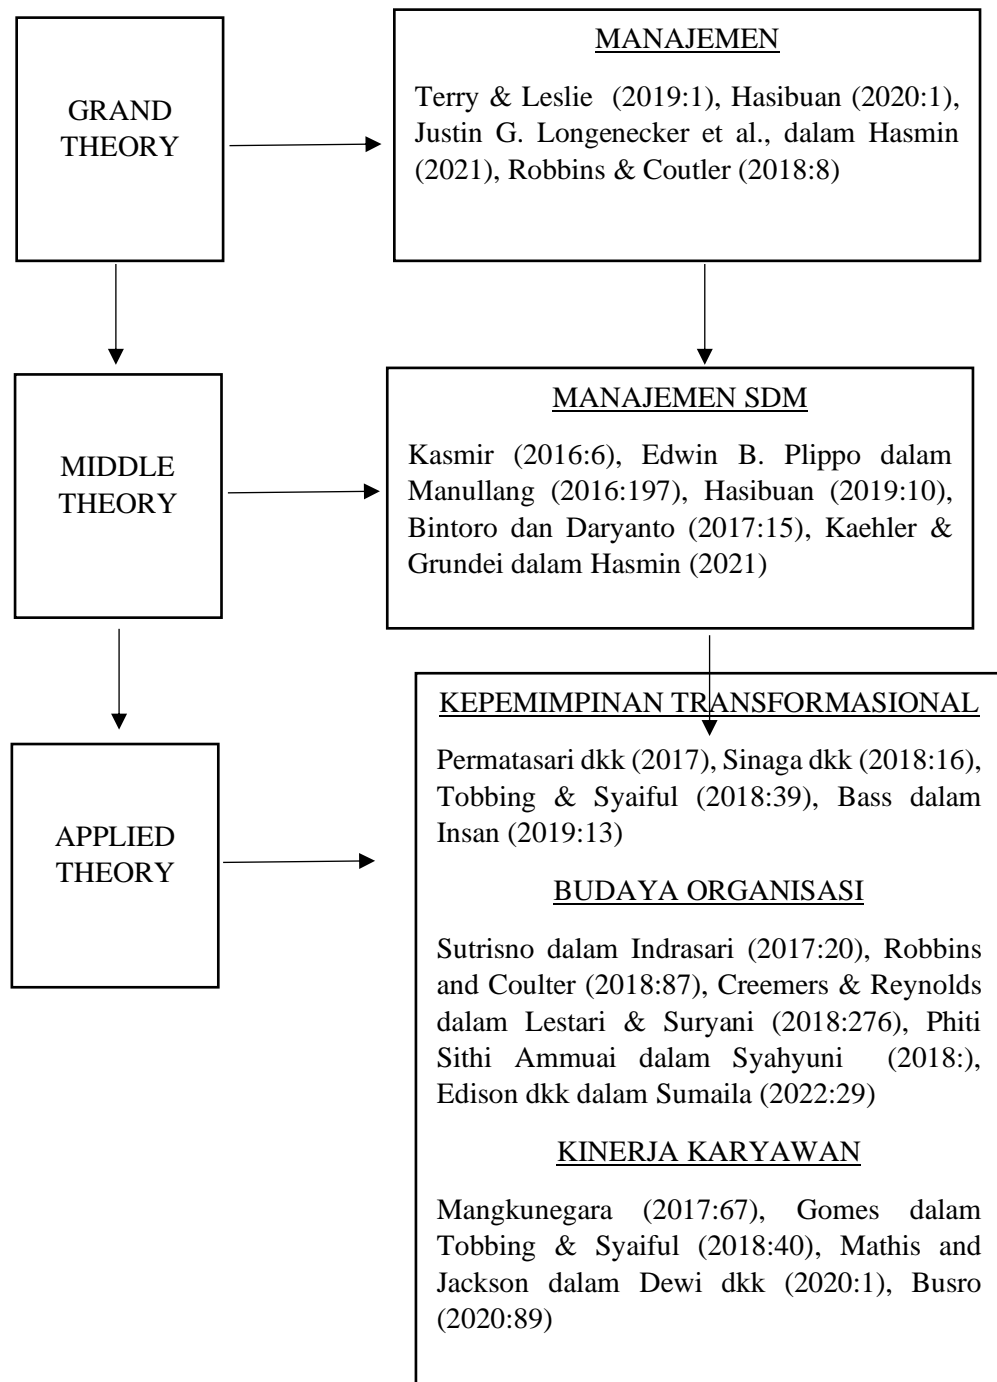 GRAND
THEORY
MANAJEMEN
Terry & Leslie (2019:1), Hasibuan (2020:1),
Justin G. Longenecker et al., dalam Hasmin
(2021), Robbins & Coutler (2018:8)
MIDDLE
THEORY
MANAJEMEN SDM
Kasmir (2016:6), Edwin B. Plippo dalam
Manullang (2016:197), Hasibuan (2019:10),
Bintoro dan Daryanto (2017:15), Kaehler &
Grundei dalam Hasmin (2021)
APPLIED
THEORY
KEPEMIMPINAN TRANSFORMASIONAL
Permatasari dkk (2017), Sinaga dkk (2018:16),
Tobbing & Syaiful (2018:39), Bass dalam
Insan (2019:13)
BUDAYA ORGANISASI
Sutrisno dalam Indrasari (2017:20), Robbins
and Coulter (2018:87), Creemers & Reynolds
dalam Lestari & Suryani (2018:276), Phiti
Sithi Ammuai dalam Syahyuni (2018:),
Edison dkk dalam Sumaila (2022:29)
KINERJA KARYAWAN
Mangkunegara (2017:67), Gomes dalam
Tobbing & Syaiful (2018:40), Mathis and
Jackson dalam Dewi dkk (2020:1), Busro
(2020:89)